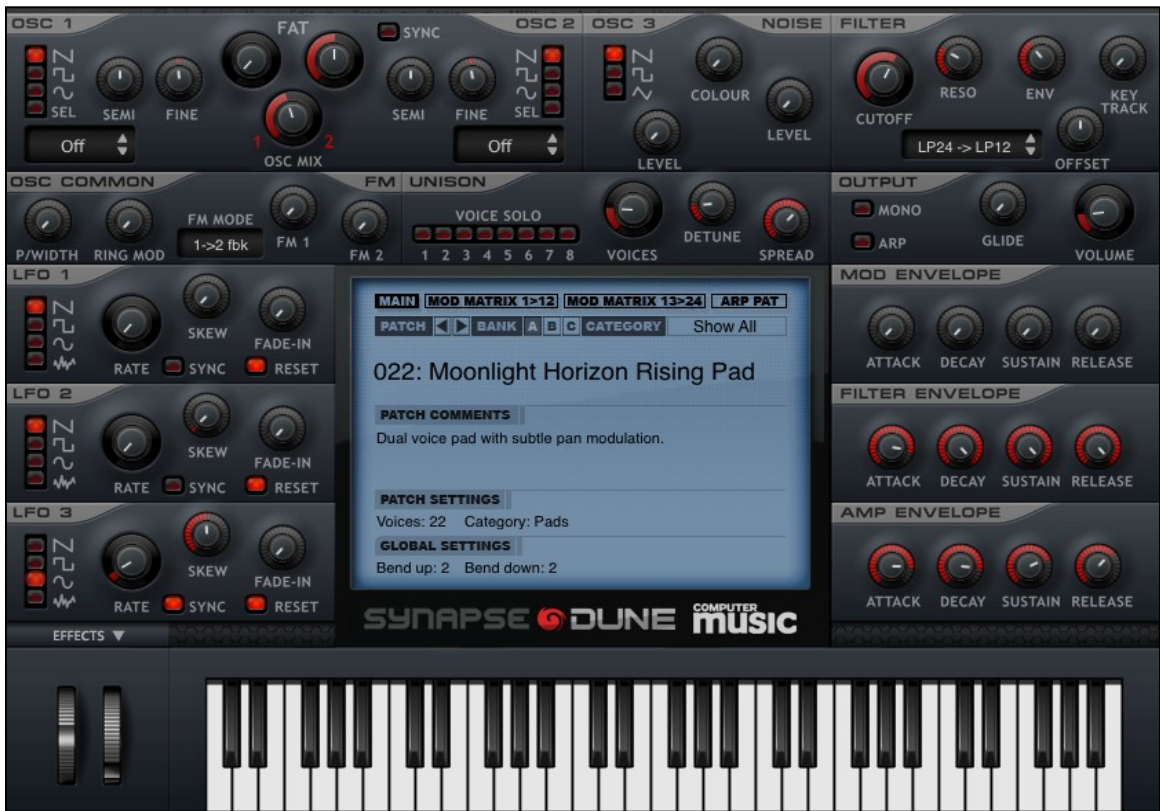 OSC 1
FAT
SYNC
OSC 2
OSC 3
NOISE
FILTER
SEL
SEMI
FINE
SEMI
FINE
SEL
COLOUR
LEVEL
CUTOFF
RESO
ENV
KEY
TRACK
Off
1
2
OSC MIX
Off
LEVEL
LP24 -> LP12
OFFSET
OSC COMMON
FM
UNISON
OUTPUT
P/WIDTH
RING MOD
FM MODE
1->2 fbk
FM 1
FM 2
VOICE SOLO
1 2 3 4 5 6 7 8
VOICES
DETUNE
SPREAD
MONO
ARP
GLIDE
VOLUME
LFO 1
SKEW
FADE-IN
RATE
SYNC
RESET
LFO 2
SKEW
FADE-IN
RATE
SYNC
RESET
LFO 3
SKEW
FADE-IN
RATE
SYNC
RESET
MAIN MOD MATRIX 1>12 MOD MATRIX 13>24 ARP PAT
PATCH BANK A B C CATEGORY Show All
022: Moonlight Horizon Rising Pad
PATCH COMMENTS
Dual voice pad with subtle pan modulation.
PATCH SETTINGS
Voices: 22 Category: Pads
GLOBAL SETTINGS
Bend up: 2 Bend down: 2
SYNAPSE DUNE COMPUTER music
MOD ENVELOPE
ATTACK DECAY SUSTAIN RELEASE
FILTER ENVELOPE
ATTACK DECAY SUSTAIN RELEASE
AMP ENVELOPE
ATTACK DECAY SUSTAIN RELEASE
EFFECTS ▼